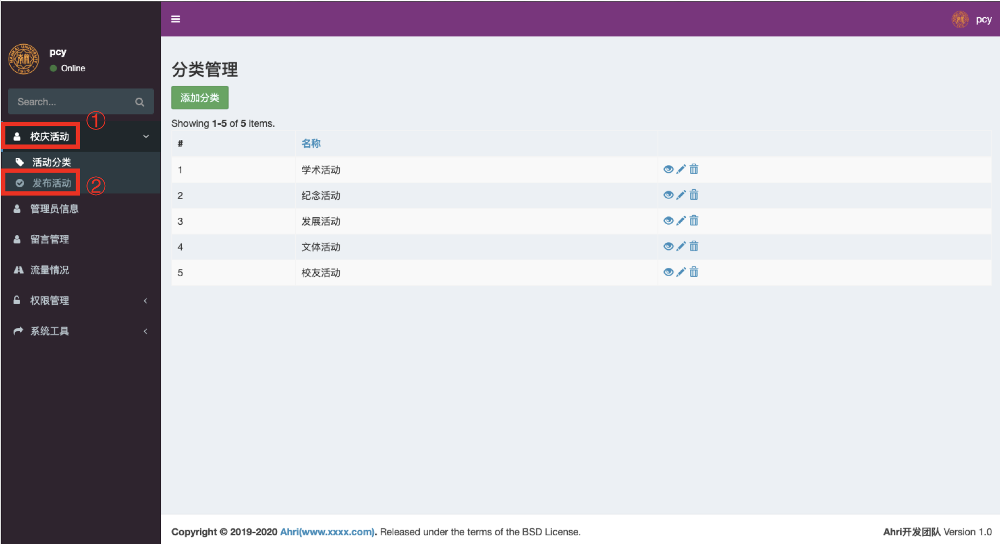 pcy
NANKAI UNIVERSITY
南開
1919
pcy
Online
Search...
①
校庆活动
活动分类
发布活动
②
管理员信息
留言管理
流量情况
权限管理
系统工具
分类管理
添加分类
Showing 1-5 of 5 items.
# 名称
1 学术活动
2 纪念活动
3 发展活动
4 文体活动
5 校友活动
Copyright © 2019-2020 Ahri(www.xxxx.com). Released under the terms of the BSD License.
Ahri开发团队 Version 1.0